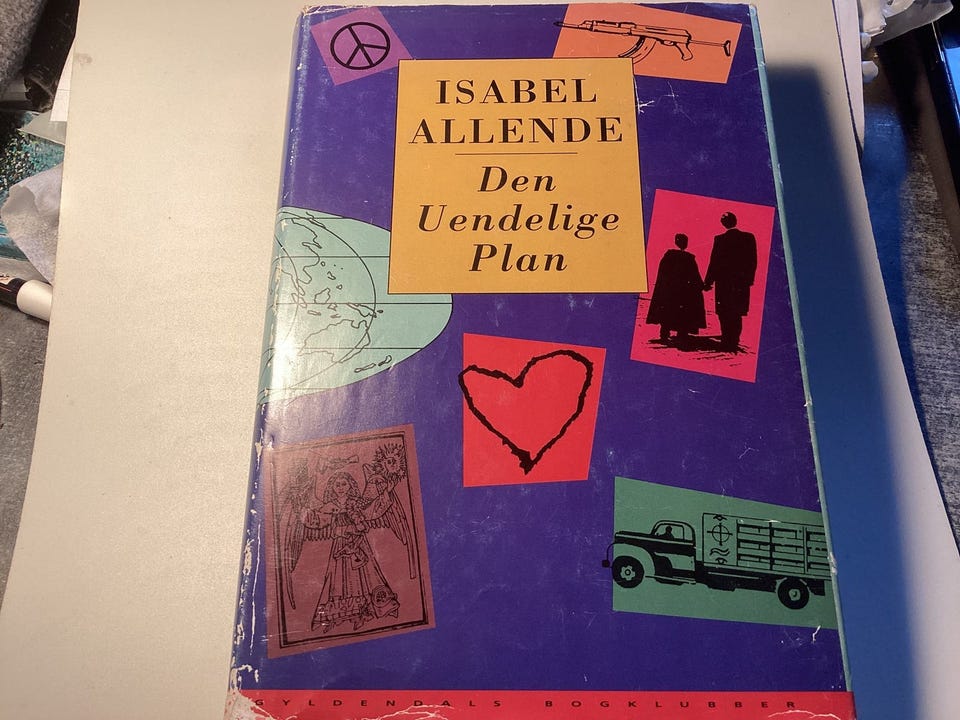 ISABEL
ALLENDE
Den
Uendelige
Plan
GYLDENDALS BOGKLUBBER